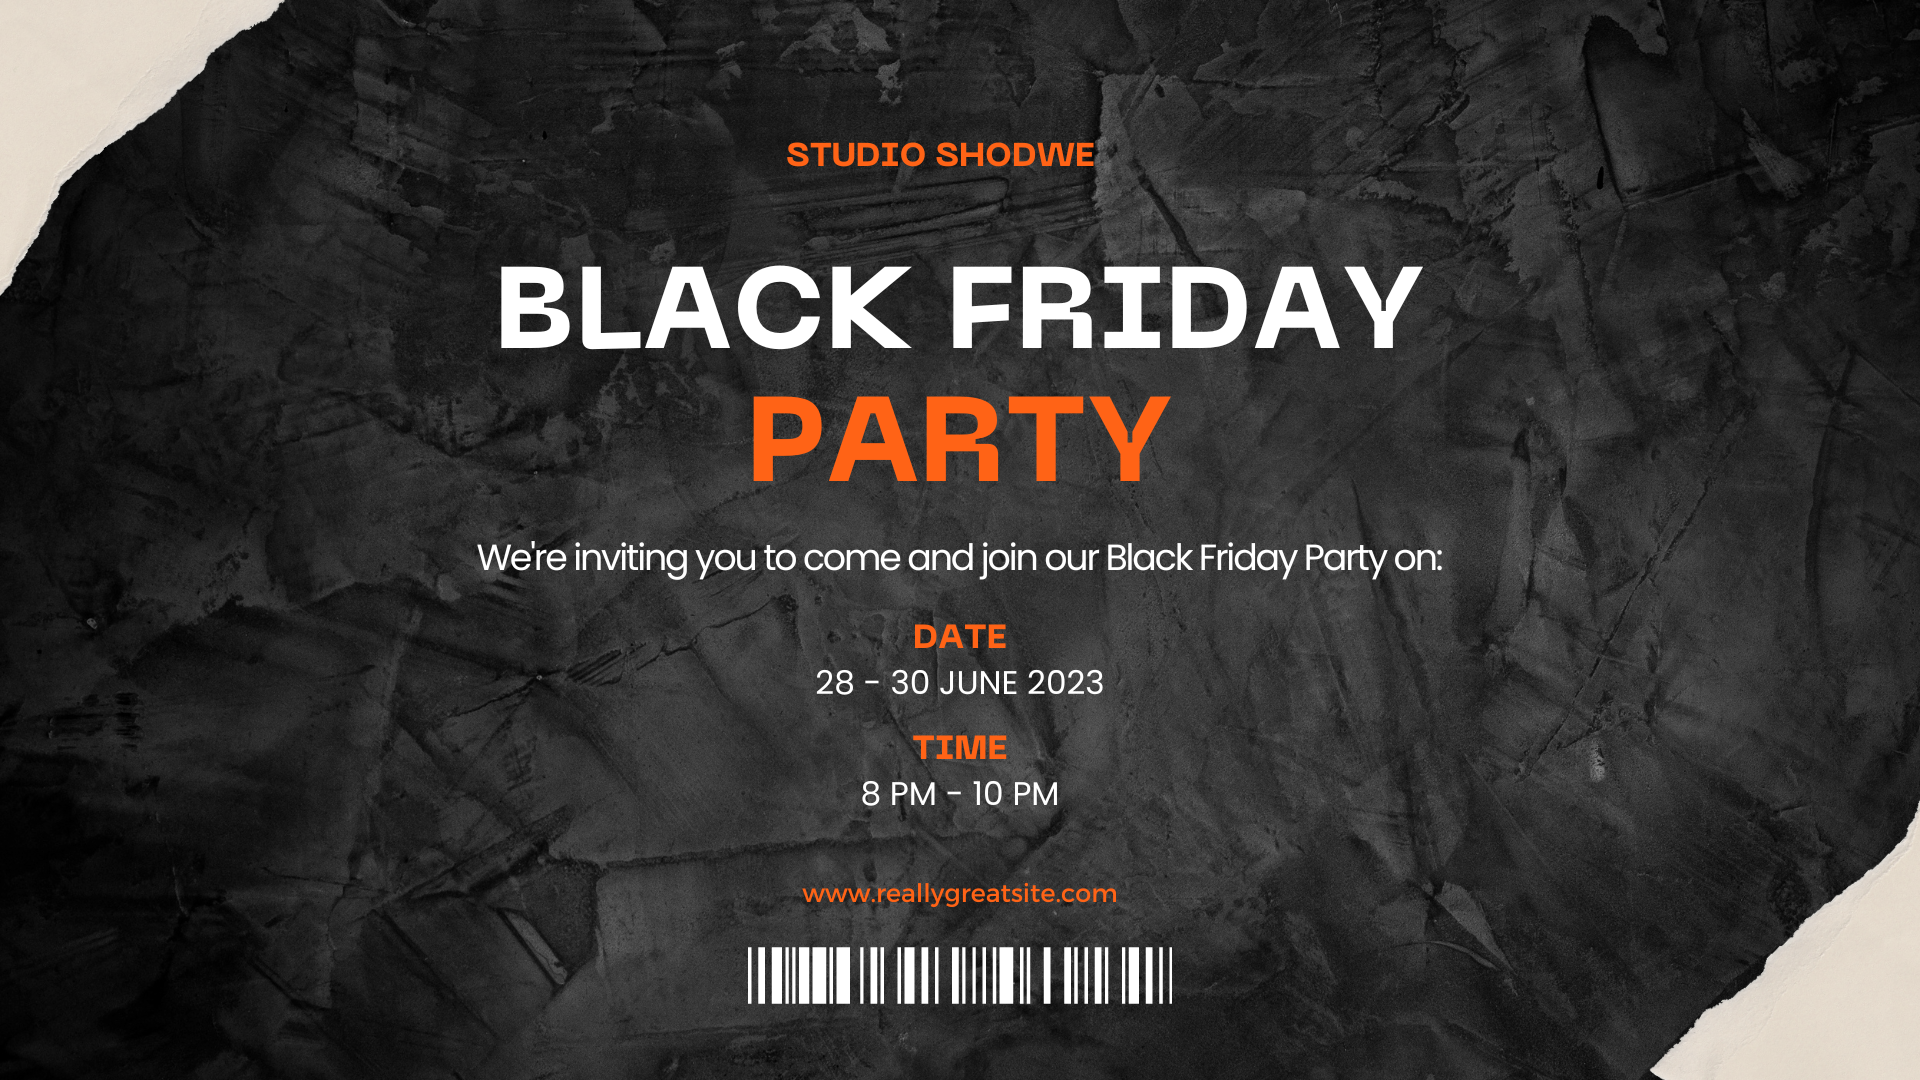 STUDIO SHODWE
BLACK FRIDAY
PARTY
We're inviting you to come and join our Black Friday Party on:
DATE
28 - 30 JUNE 2023
TIME
8 PM - 10 PM
www.reallygreatsite.com